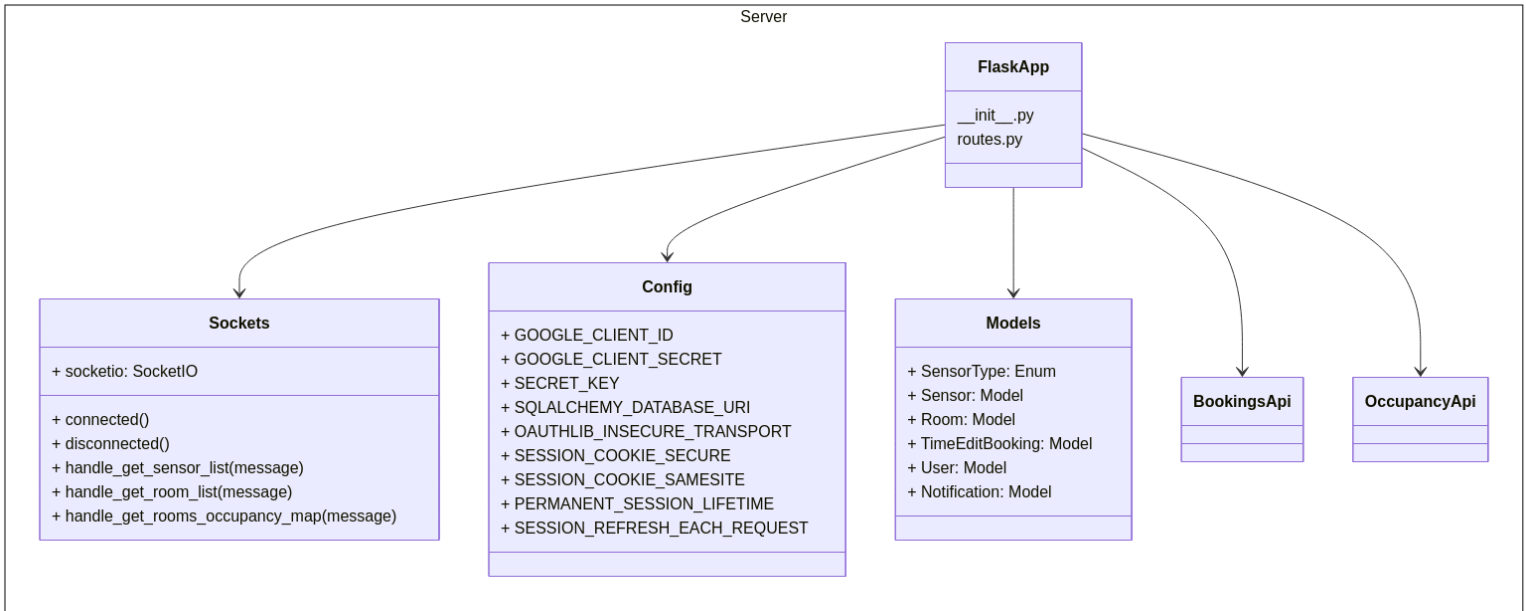 Server
FlaskApp
__init__.py
routes.py
Sockets
+ socketio: SocketIO
+ connected()
+ disconnected()
+ handle_get_sensor_list(message)
+ handle_get_room_list(message)
+ handle_get_rooms_occupancy_map(message)
Config
+ GOOGLE_CLIENT_ID
+ GOOGLE_CLIENT_SECRET
+ SECRET_KEY
+ SQLALCHEMY_DATABASE_URI
+ OAUTHLIB_INSECURE_TRANSPORT
+ SESSION_COOKIE_SECURE
+ SESSION_COOKIE_SAMESITE
+ PERMANENT_SESSION_LIFETIME
+ SESSION_REFRESH_EACH_REQUEST
Models
+ SensorType: Enum
+ Sensor: Model
+ Room: Model
+ TimeEditBooking: Model
+ User: Model
+ Notification: Model
BookingsApi
OccupancyApi